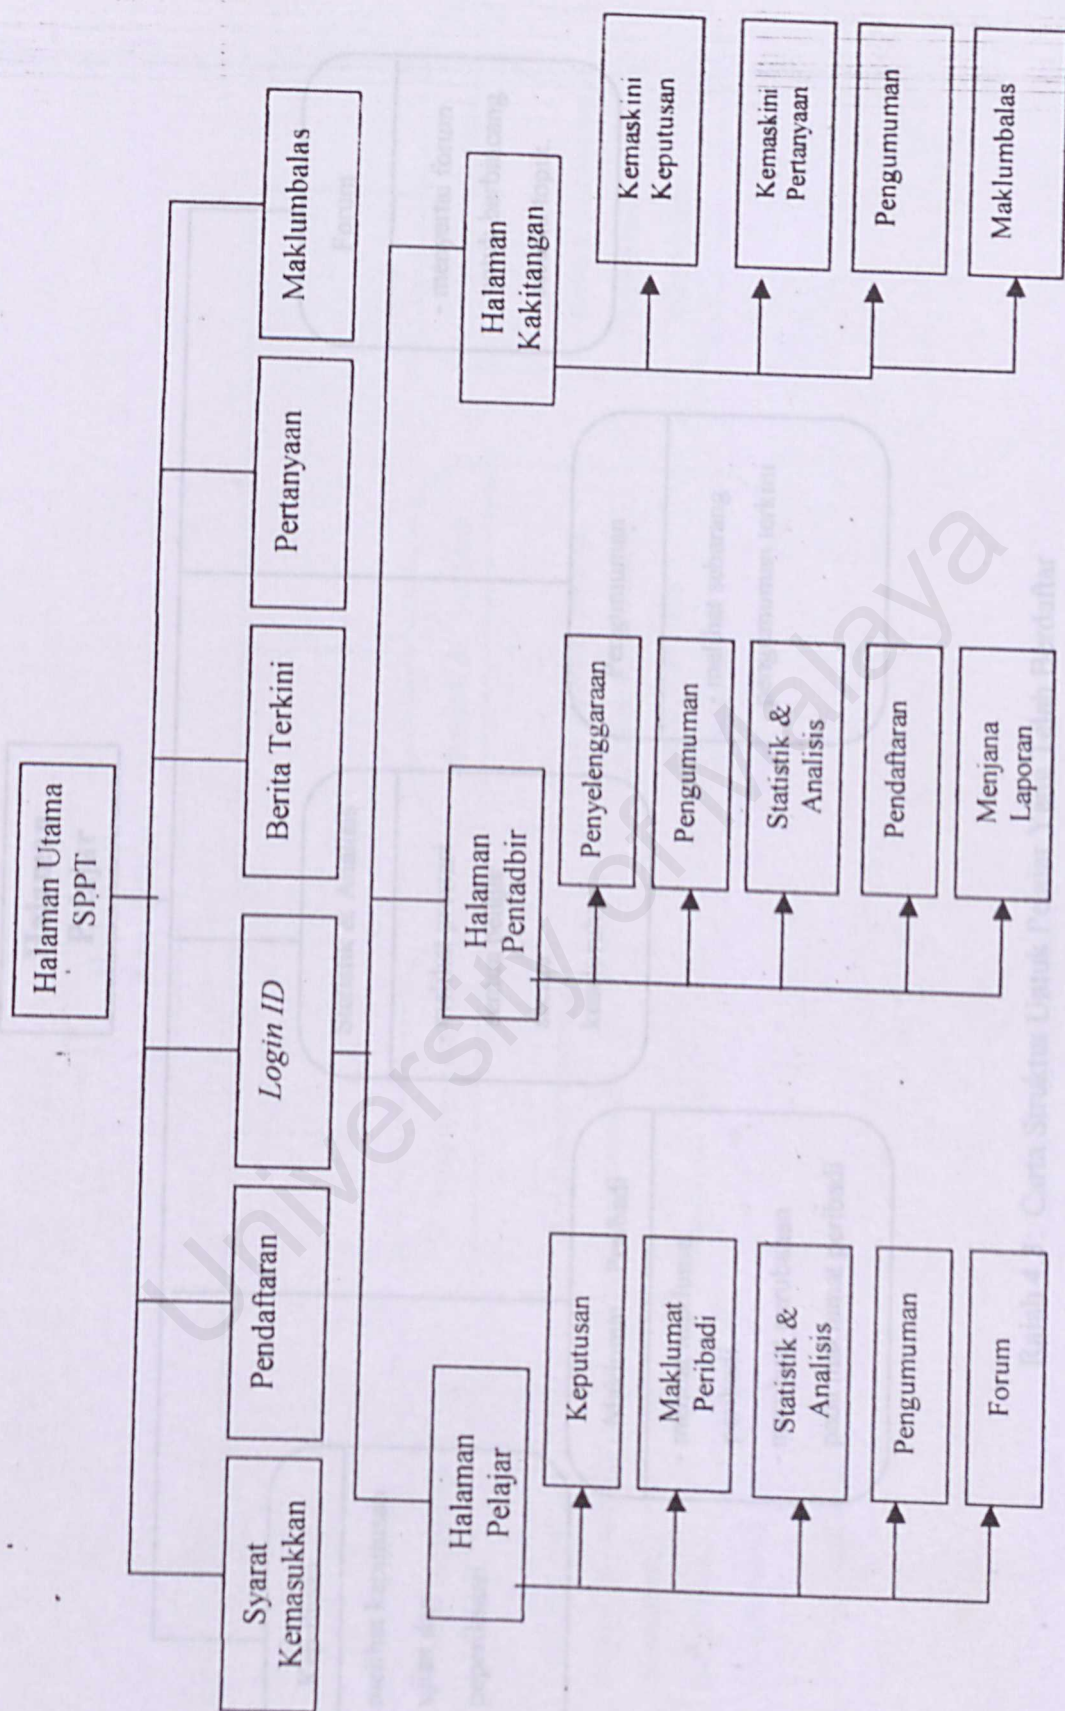 Halaman Utama
SPPT
Syarat
Kemasukkan
Pendaftaran
Login ID
Berita Terkini
Pertanyaan
Maklumbalas
Halaman
Pelajar
Halaman
Pentadbir
Halaman
Kakitangan
Keputusan
Maklumat
Peribadi
Statistik &
Analisis
Pengumuman
Forum
Penyelenggaraan
Pengumuman
Statistik &
Analisis
Pendaftaran
Menjana
Laporan
Kemaskini
Keputusan
Kemaskini
Pertanyaan
Pengumuman
Maklumbalas
University of Malaya